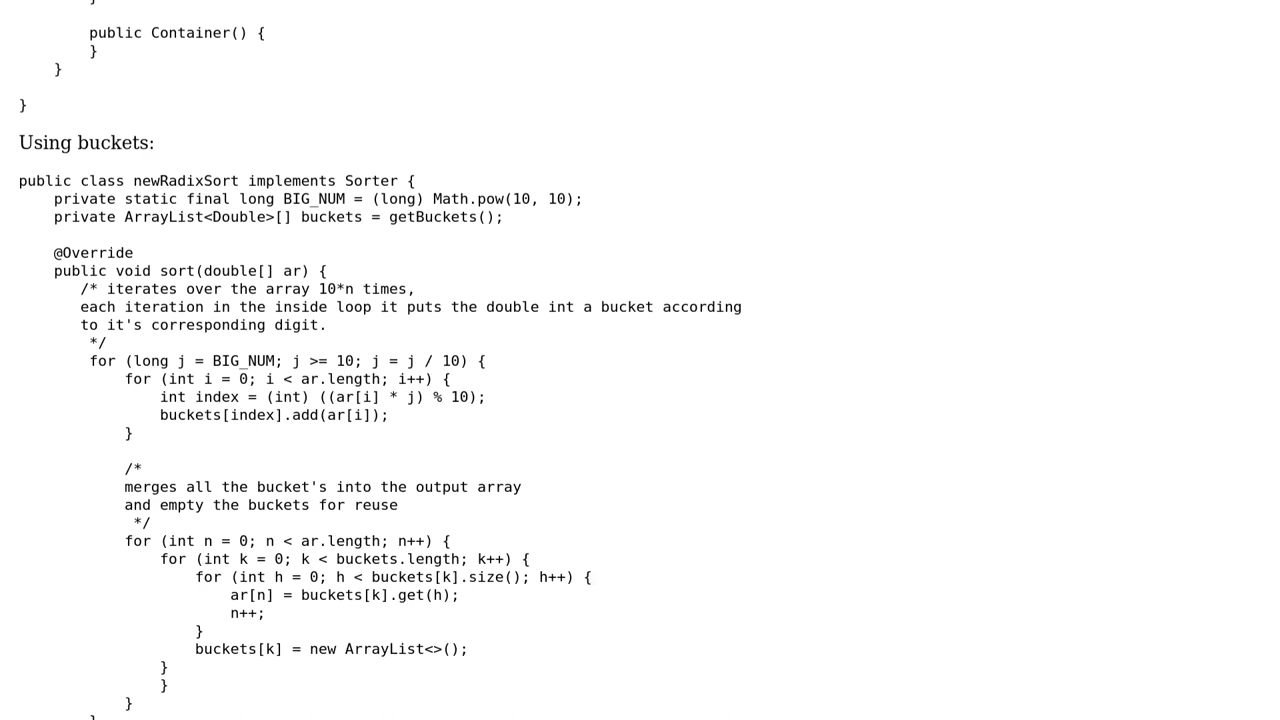 }
public Container() {
}
}
}
Using buckets:
public class newRadixSort implements Sorter {
private static final long BIG_NUM = (long) Math.pow(10, 10);
private ArrayList<Double>[] buckets = getBuckets();
@Override
public void sort(double[] ar) {
/* iterates over the array 10*n times,
each iteration in the inside loop it puts the double int a bucket according
to it's corresponding digit.
*/
for (long j = BIG_NUM; j >= 10; j = j / 10) {
for (int i = 0; i < ar.length; i++) {
int index = (int) ((ar[i] * j) % 10);
buckets[index].add(ar[i]);
}
/*
merges all the bucket's into the output array
and empty the buckets for reuse
*/
for (int n = 0; n < ar.length; n++) {
for (int k = 0; k < buckets.length; k++) {
for (int h = 0; h < buckets[k].size(); h++) {
ar[n] = buckets[k].get(h);
n++;
}
buckets[k] = new ArrayList<>();
}
}
}
}